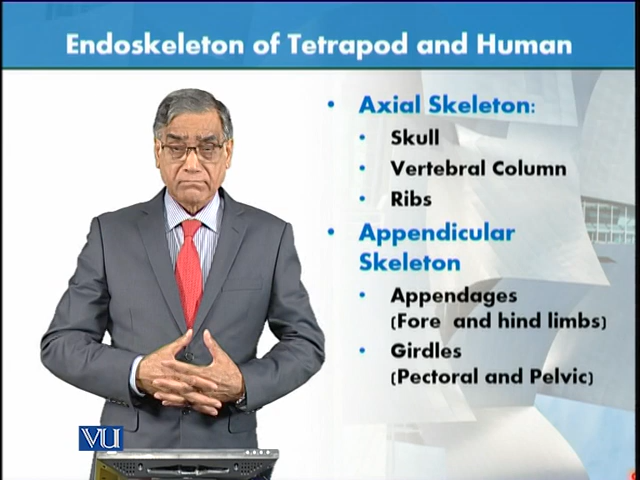 Endoskeleton of Tetrapod and Human
• Axial Skeleton:
• Skull
• Vertebral Column
• Ribs
• Appendicular
Skeleton
• Appendages
(Fore and hind limbs)
• Girdles
(Pectoral and Pelvic)
VU